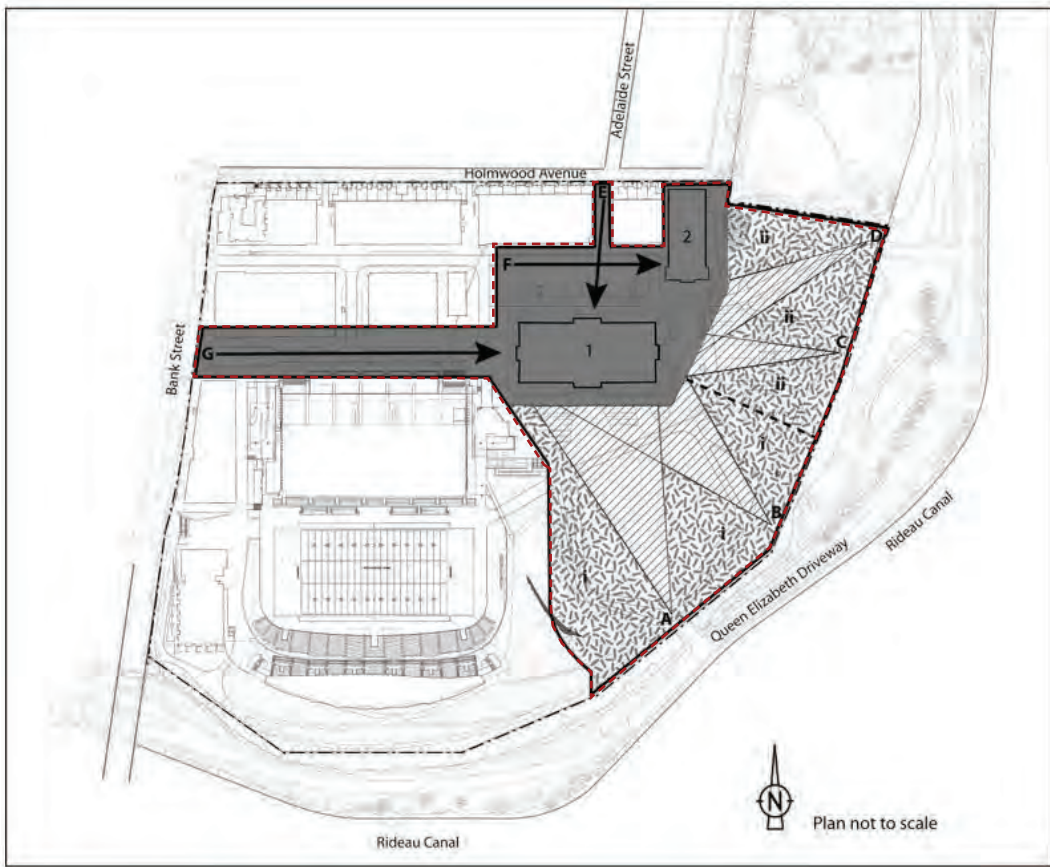 Adelaide Street
Holmwood Avenue
E
2
ii
D
F
ii
C
G
1
Bank Street
ii
i
B
i
i
A
Queen Elizabeth Driveway
Rideau Canal
N
Plan not to scale
Rideau Canal